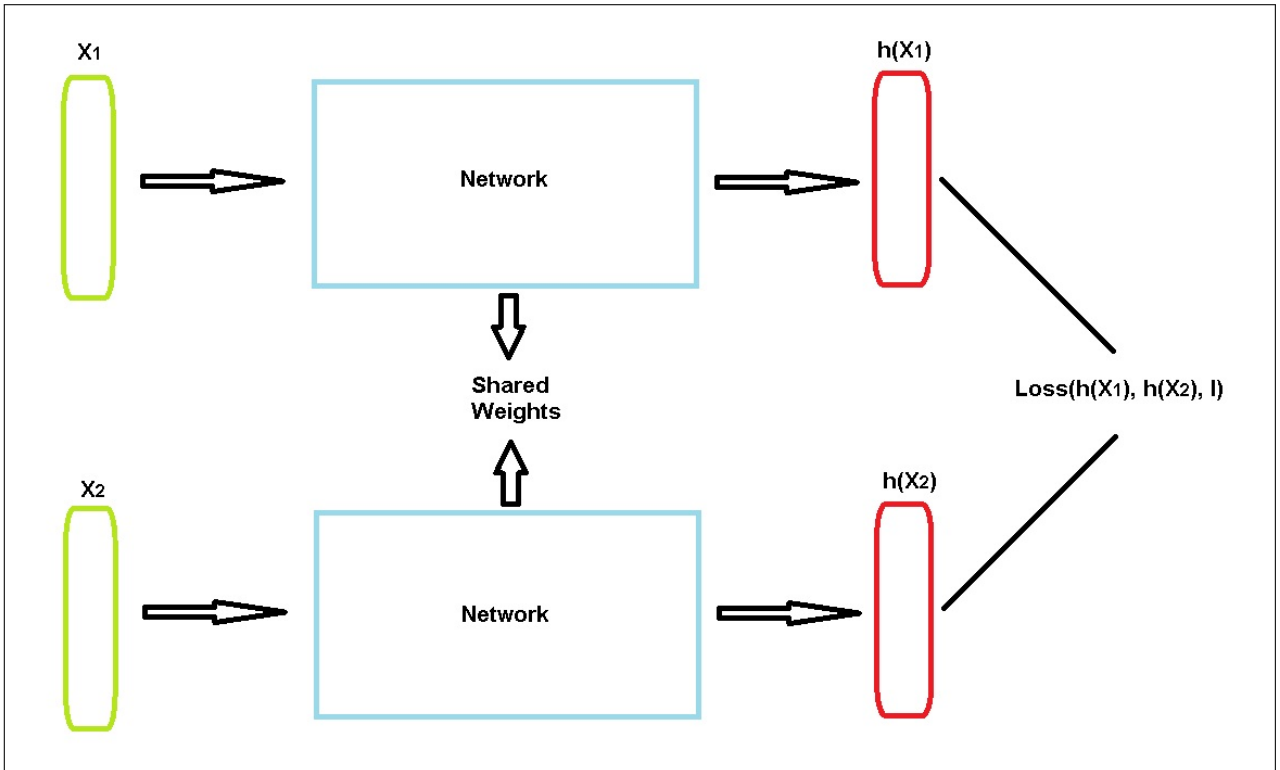 X1
h(X1)
Network
Shared
Weights
Loss(h(X1), h(X2), l)
X2
h(X2)
Network